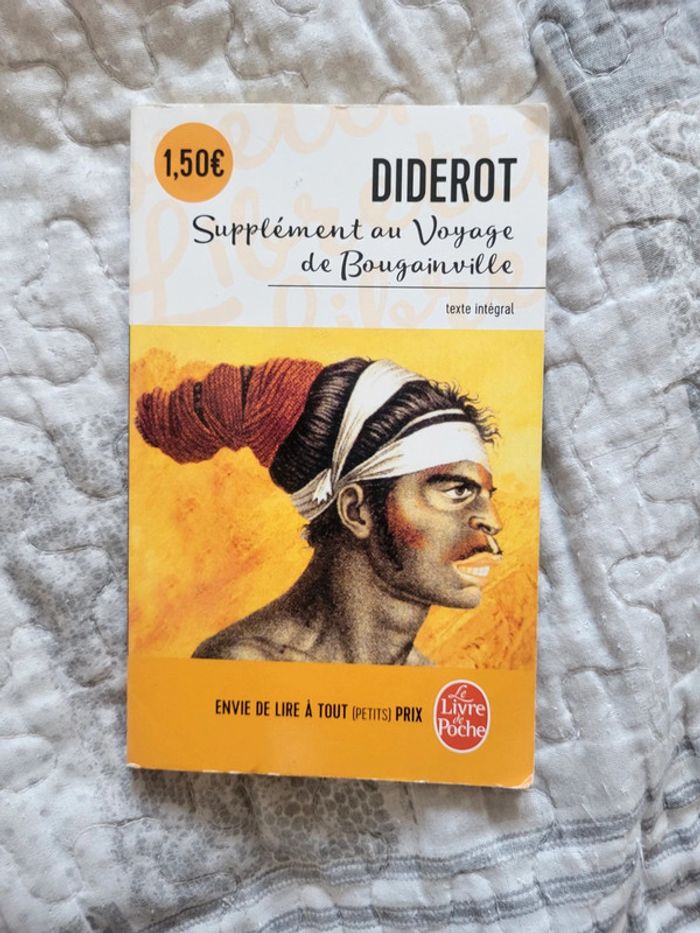 1,50€
DIDEROT
Supplément au Voyage
de Bougainville
texte intégral
ENVIE DE LIRE À TOUT (PETITS) PRIX
Le
Livre
de
Poche